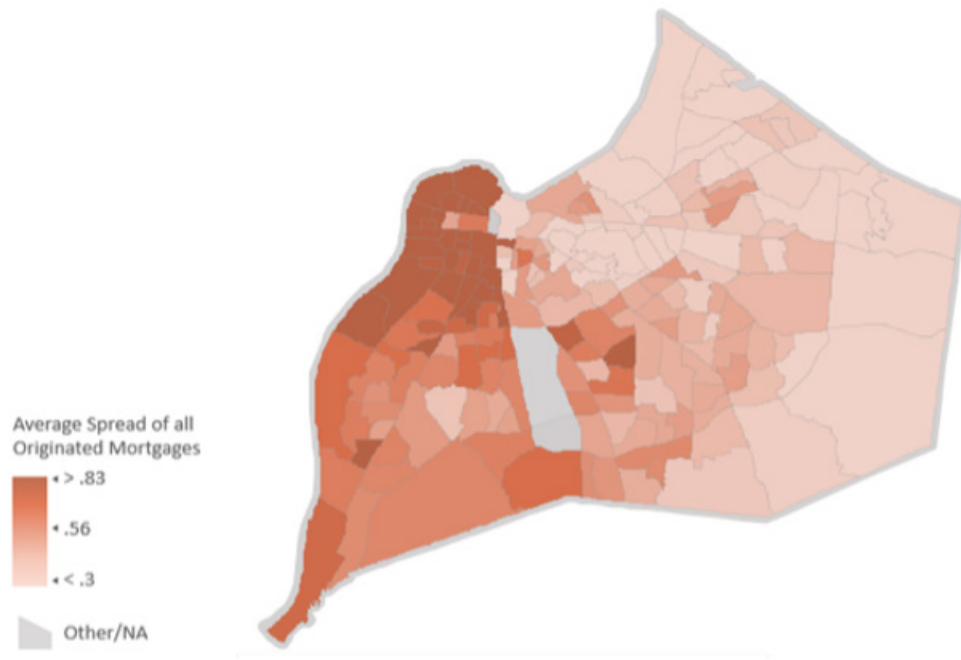 Average Spread of all
Originated Mortgages
> .83
.56
< .3
Other/NA